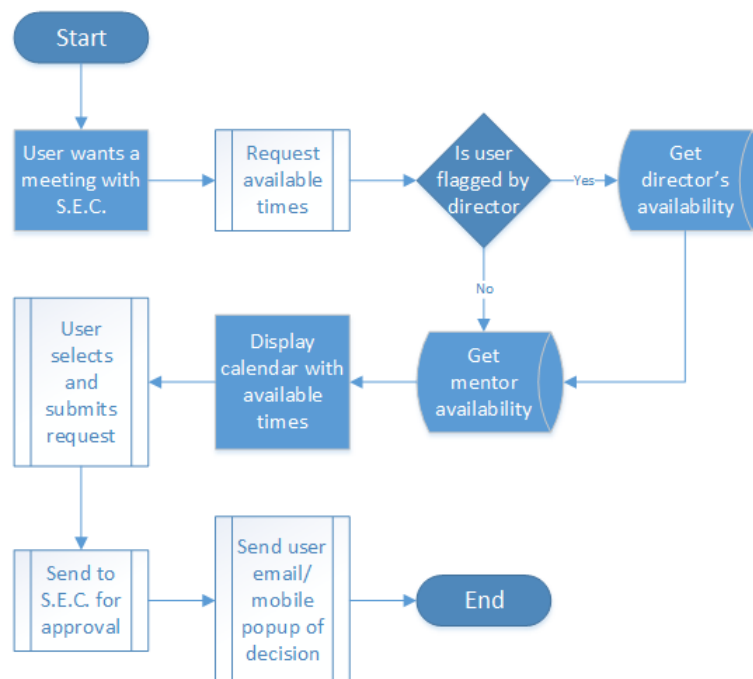 Start
User wants a
meeting with
S.E.C.
Request
available
times
Is user
flagged by
director
Yes
Get
director's
availability
No
User
selects
and
submits
request
Display
calendar with
available
times
Get
mentor
availability
Send to
S.E.C. for
approval
Send user
email/
mobile
popup of
decision
End